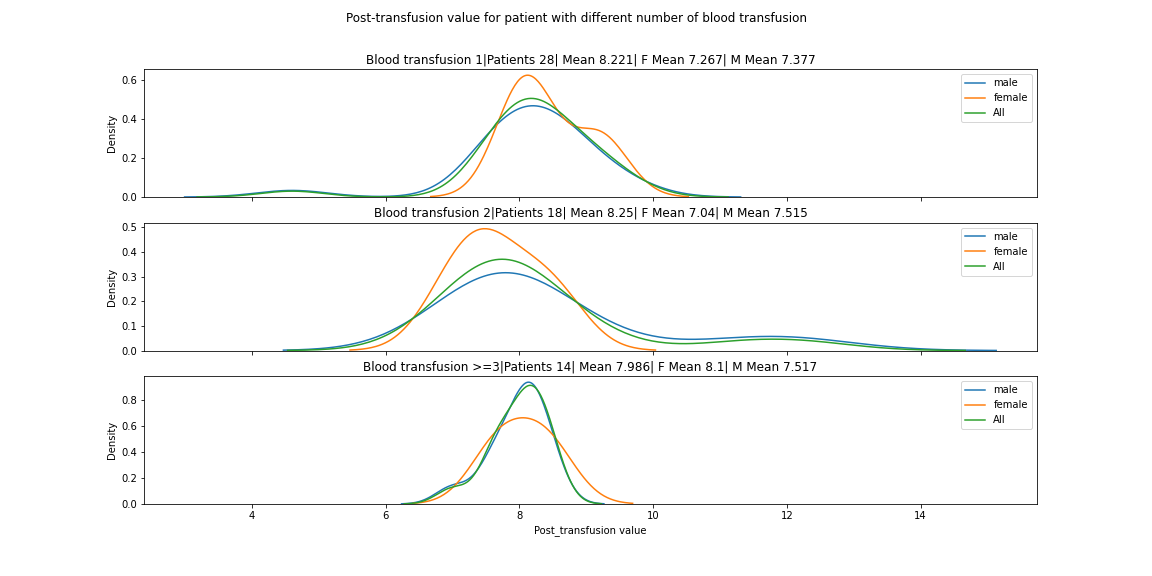 Post-transfusion value for patient with different number of blood transfusion
Blood transfusion 1|Patients 28| Mean 8.221| F Mean 7.267| M Mean 7.377
0.6
0.4
0.2
0.0
Density
male
female
All
Blood transfusion 2|Patients 18| Mean 8.25| F Mean 7.04| M Mean 7.515
0.5
0.4
0.3
0.2
0.1
0.0
Density
male
female
All
Blood transfusion >=3|Patients 14| Mean 7.986| F Mean 8.1| M Mean 7.517
0.8
0.6
0.4
0.2
0.0
Density
male
female
All
4 6 8 10 12 14
Post_transfusion value